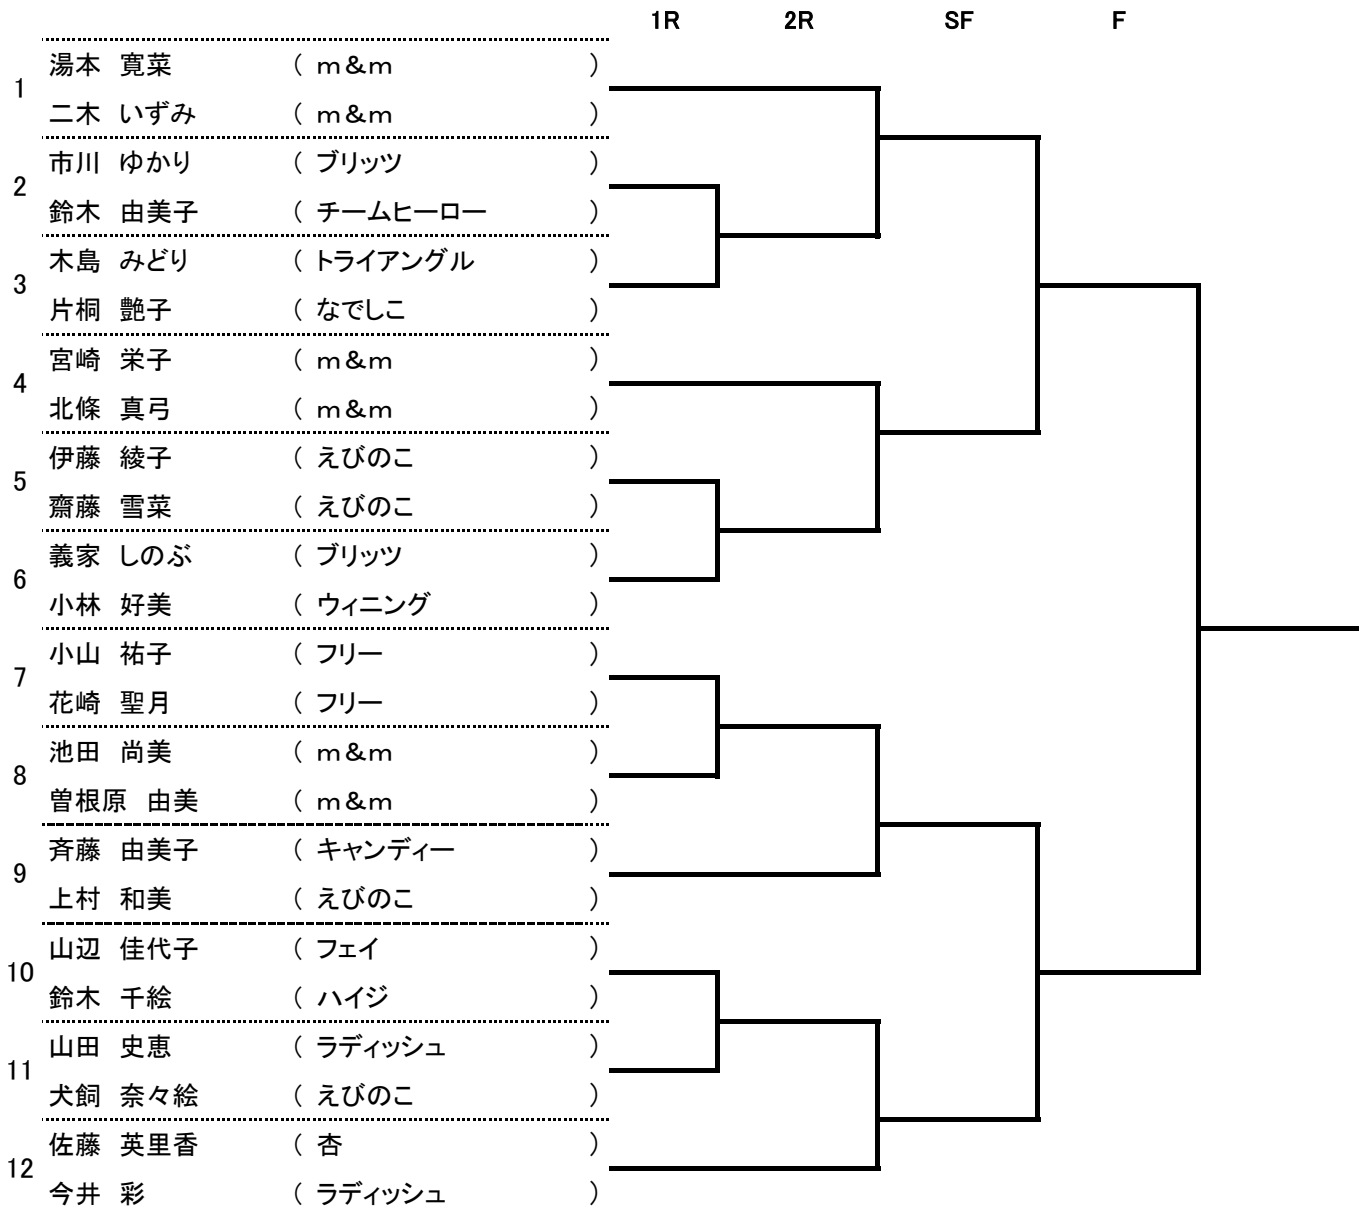 1R 2R SF F
湯本 寛菜 ( m&m )
1
二木 いずみ ( m&m )
市川 ゆかり ( ブリッツ )
2
鈴木 由美子 ( チームヒーロー )
木島 みどり ( トライアングル )
3
片桐 艶子 ( なでしこ )
宮崎 栄子 ( m&m )
4
北條 真弓 ( m&m )
伊藤 綾子 ( えびのこ )
5
齋藤 雪菜 ( えびのこ )
義家 しのぶ ( ブリッツ )
6
小林 好美 ( ウィニング )
小山 祐子 ( フリー )
7
花崎 聖月 ( フリー )
池田 尚美 ( m&m )
8
曽根原 由美 ( m&m )
斉藤 由美子 ( キャンディー )
9
上村 和美 ( えびのこ )
山辺 佳代子 ( フェイ )
10
鈴木 千絵 ( ハイジ )
山田 史恵 ( ラディッシュ )
11
犬飼 奈々絵 ( えびのこ )
佐藤 英里香 ( 杏 )
12
今井 彩 ( ラディッシュ )